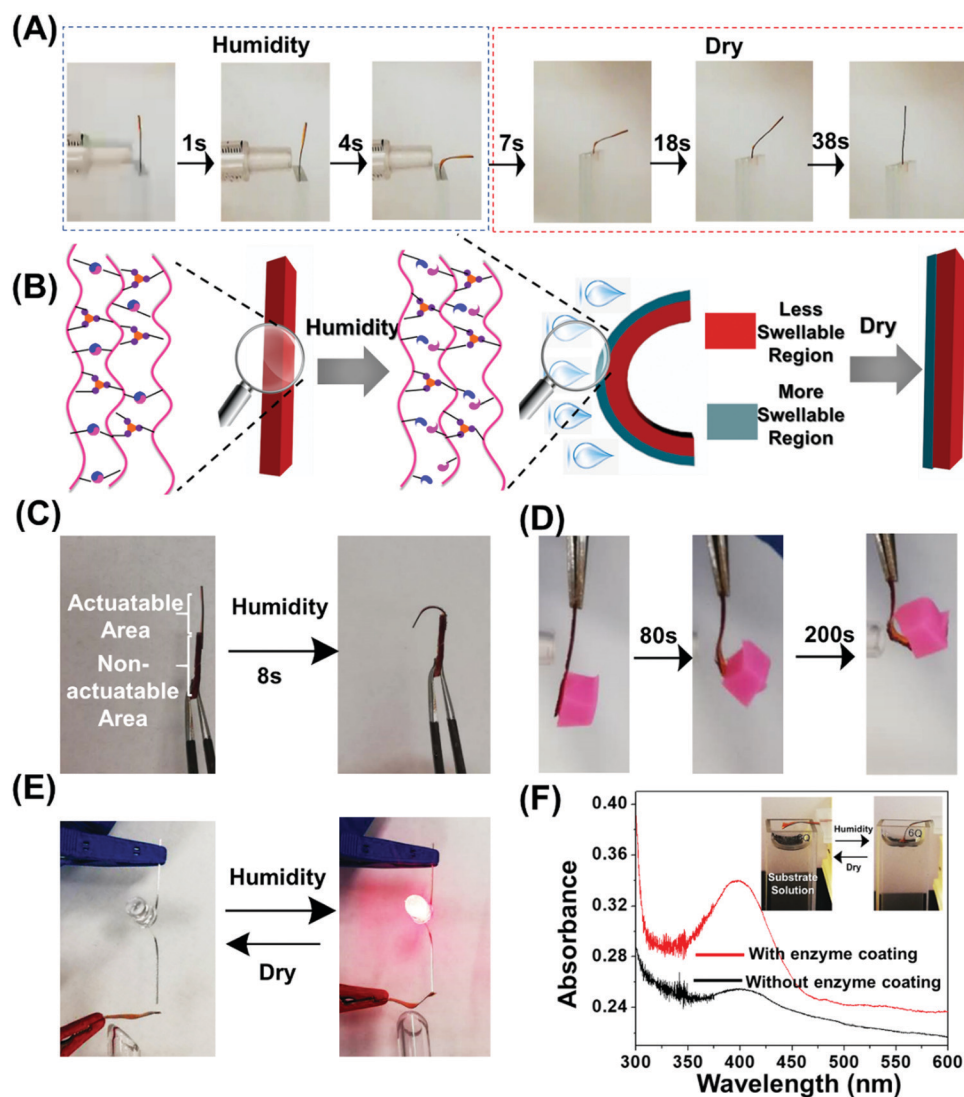 (A)
Humidity
Dry
1s
4s
7s
18s
38s
(B)
Humidity
Less
Swellable
Region
More
Swellable
Region
Dry
(C)
Actuatable
Area
Non-
actuatable
Area
Humidity
8s
(D)
80s
200s
(E)
Humidity
Dry
(F)
Absorbance
0.40
0.36
0.32
0.28
0.24
Humidity
Dry
6Q
Substrate
Solution
With enzyme coating
Without enzyme coating
300 350 400 450 500 550 600
Wavelength (nm)